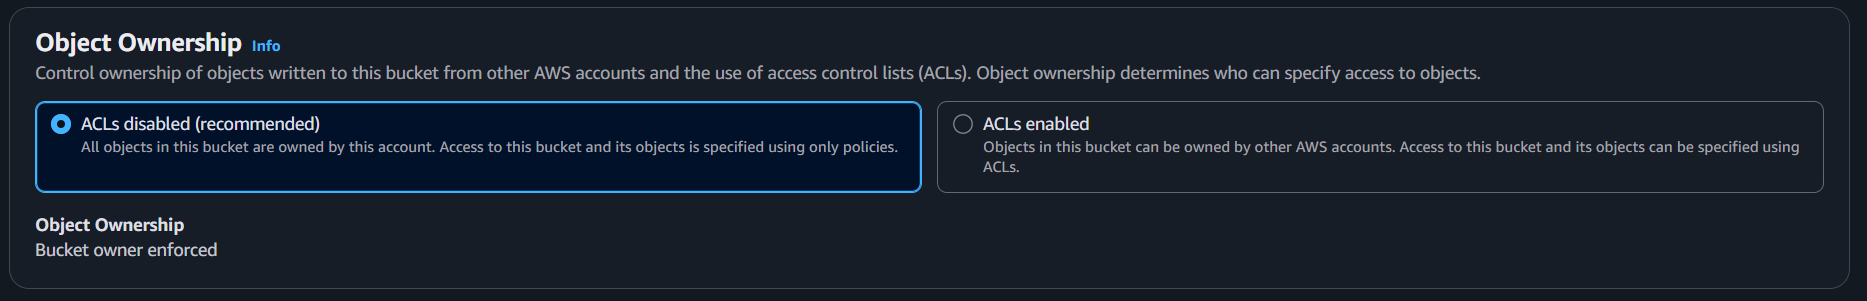 Object Ownership Info
Control ownership of objects written to this bucket from other AWS accounts and the use of access control lists (ACLs). Object ownership determines who can specify access to objects.
ACLs disabled (recommended)
All objects in this bucket are owned by this account. Access to this bucket and its objects is specified using only policies.
ACLs enabled
Objects in this bucket can be owned by other AWS accounts. Access to this bucket and its objects can be specified using
ACLs.
Object Ownership
Bucket owner enforced